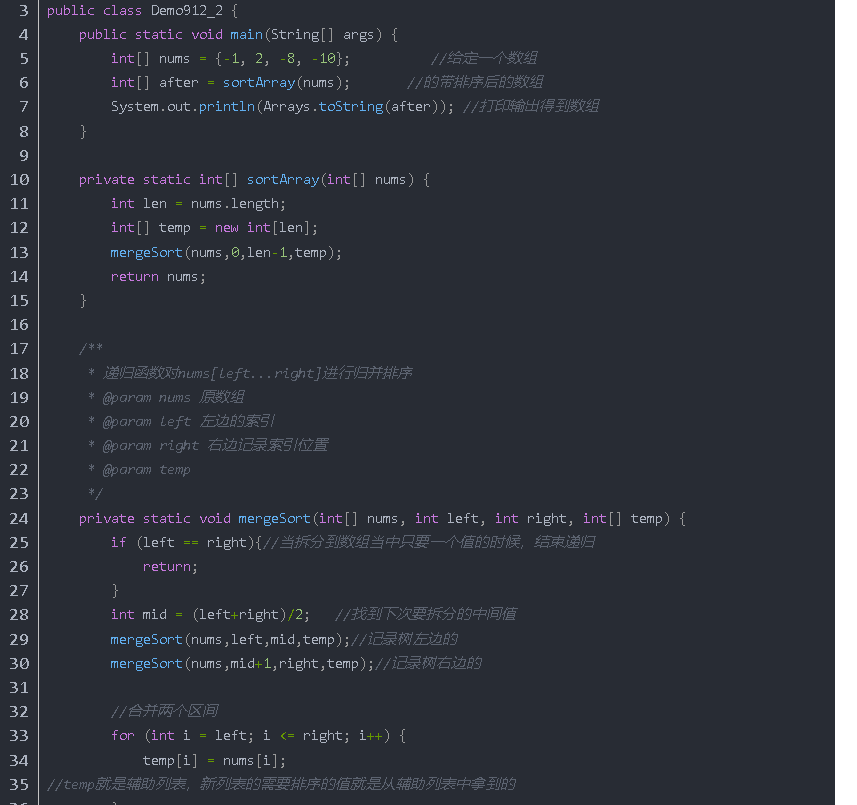 3 public class Demo912_2 {
4 public static void main(String[] args) {
5 int[] nums = {-1, 2, -8, -10}; //给定一个数组
6 int[] after = sortArray(nums); //的带排序后的数组
7 System.out.println(Arrays.toString(after)); //打印输出得到数组
8 }
9
10 private static int[] sortArray(int[] nums) {
11 int len = nums.length;
12 int[] temp = new int[len];
13 mergeSort(nums,0,len-1,temp);
14 return nums;
15 }
16
17 /**
18 * 递归函数对nums[left...right]进行归并排序
19 * @param nums 原数组
20 * @param left 左边的索引
21 * @param right 右边记录索引位置
22 * @param temp
23 */
24 private static void mergeSort(int[] nums, int left, int right, int[] temp) {
25 if (left == right){//当拆分到数组当中只要一个值的时候，结束递归
26 return;
27 }
28 int mid = (left+right)/2; //找到下次要拆分的中间值
29 mergeSort(nums,left,mid,temp);//记录树左边的
30 mergeSort(nums,mid+1,right,temp);//记录树右边的
31
32 //合并两个区间
33 for (int i = left; i <= right; i++) {
34 temp[i] = nums[i];
35 //temp就是辅助列表，新列表的需要排序的值就是从辅助列表中拿到的